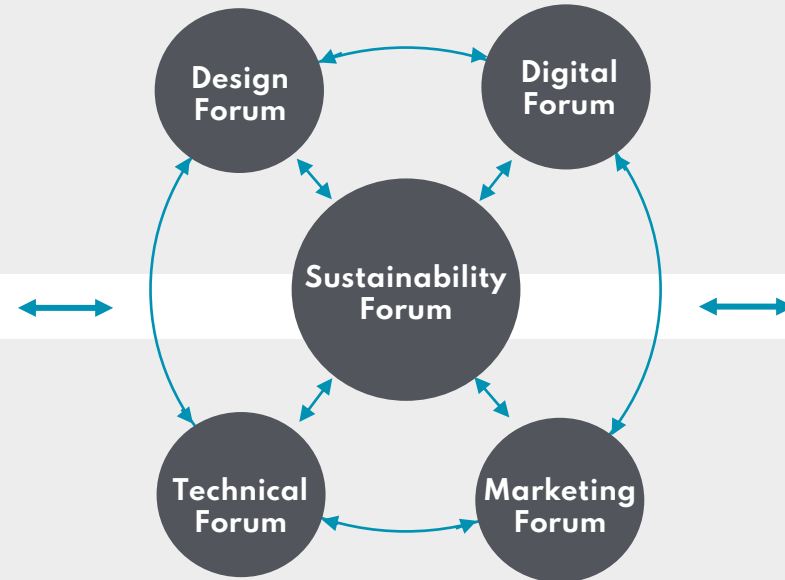 Design
Forum
Digital
Forum
Sustainability
Forum
Technical
Forum
Marketing
Forum